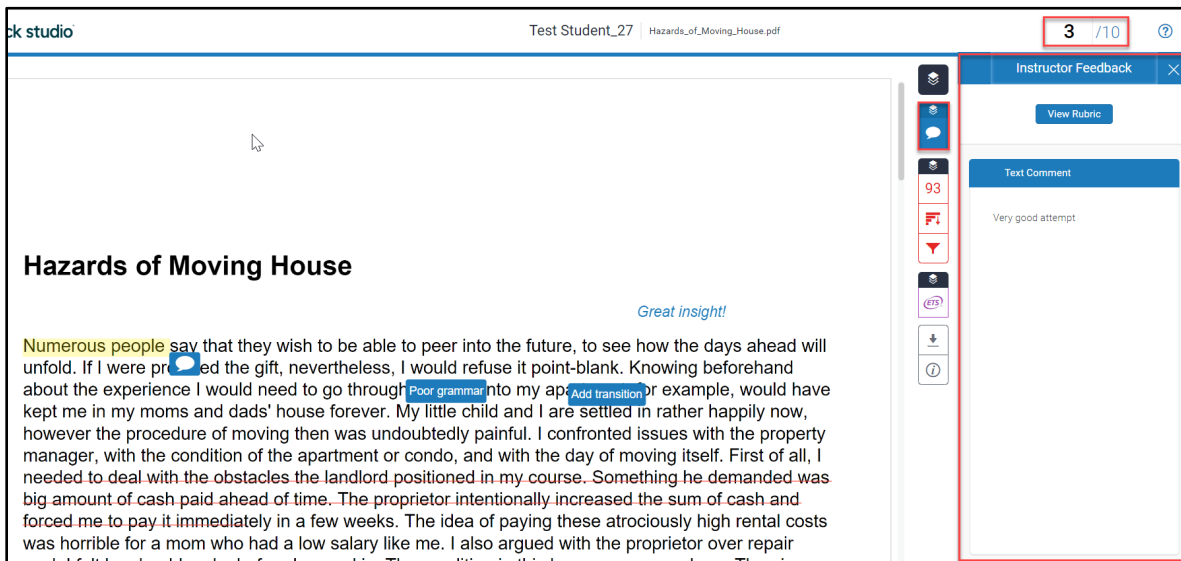 ck studio
Test Student_27 Hazards_of_Moving_House.pdf
3 /10
Instructor Feedback
View Rubric
Text Comment
Very good attempt
93
ETS
Hazards of Moving House
Great insight!
Numerous people say that they wish to be able to peer into the future, to see how the days ahead will
unfold. If I were pr ed the gift, nevertheless, I would refuse it point-blank. Knowing beforehand
about the experience I would need to go through Poor grammar nto my apa Add transition or example, would have
kept me in my moms and dads' house forever. My little child and I are settled in rather happily now,
however the procedure of moving then was undoubtedly painful. I confronted issues with the property
manager, with the condition of the apartment or condo, and with the day of moving itself. First of all, I
needed to deal with the obstacles the landlord positioned in my course. Something he demanded was
big amount of cash paid ahead of time. The proprietor intentionally increased the sum of cash and
forced me to pay it immediately in a few weeks. The idea of paying these atrociously high rental costs
was horrible for a mom who had a low salary like me. I also argued with the proprietor over repair